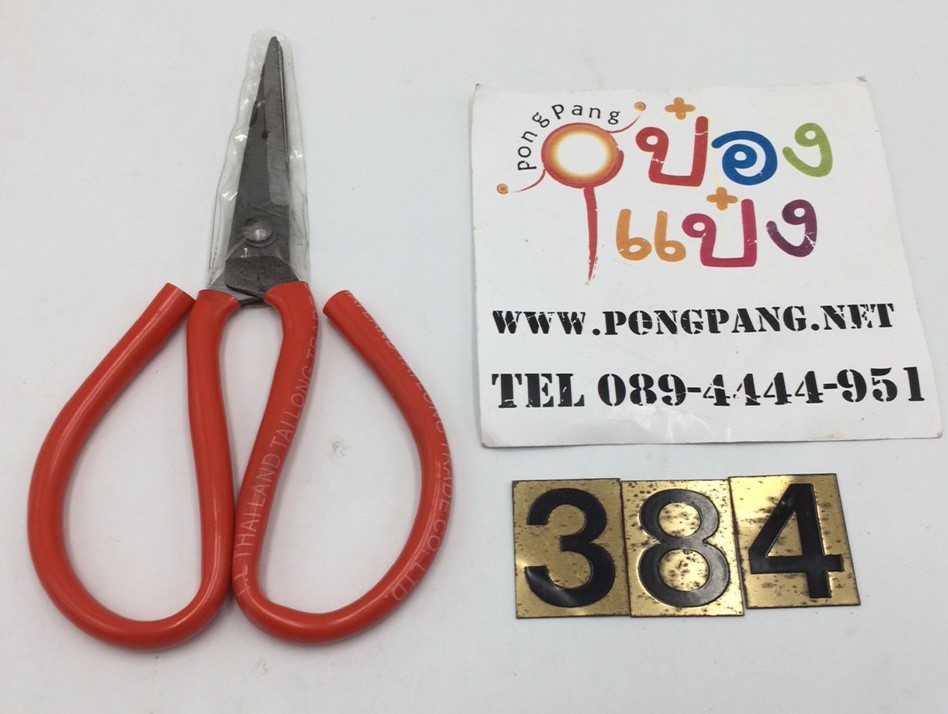 pongpang
ป๋อง
แป๋ง
WWW.PONGPANG.NET
TEL 089-4444-951
384
THAILAND TAILONG TRADE CO.,LTD